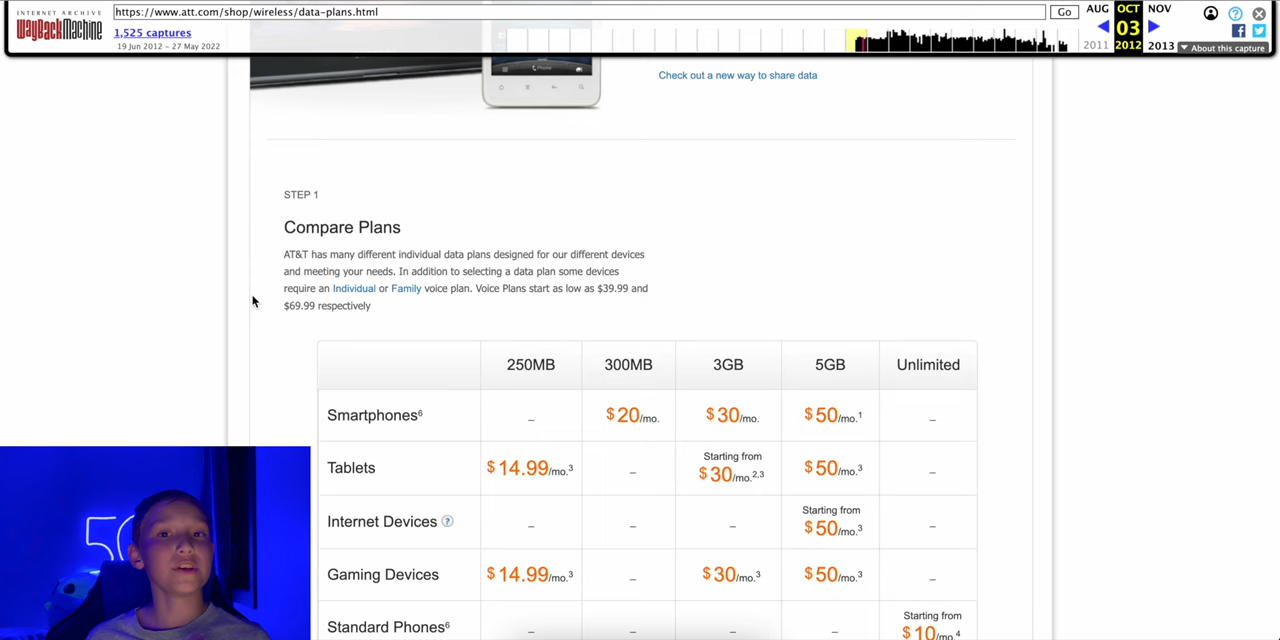 INTERNET ARCHIVE
WayBackMachine
https://www.att.com/shop/wireless/data-plans.html
Go
AUG OCT NOV
1,525 captures
03
19 Jun 2012 – 27 May 2022
2011 2012 2013
About this capture
Phone
Check out a new way to share data
STEP 1
Compare Plans
AT&T has many different individual data plans designed for our different devices
and meeting your needs. In addition to selecting a data plan some devices
require an Individual or Family voice plan. Voice Plans start as low as $39.99 and
$69.99 respectively
250MB 300MB 3GB 5GB Unlimited
Smartphones⁶ – $20/mo. $30/mo. $50/mo.¹ –
Tablets $14.99/mo.³ – Starting from $30/mo.²,³ $50/mo.³ –
Internet Devices ? – – – Starting from $50/mo.³ –
Gaming Devices $14.99/mo.³ – $30/mo.³ $50/mo.³ –
Standard Phones⁶ – – – – Starting from $10/mo.⁴